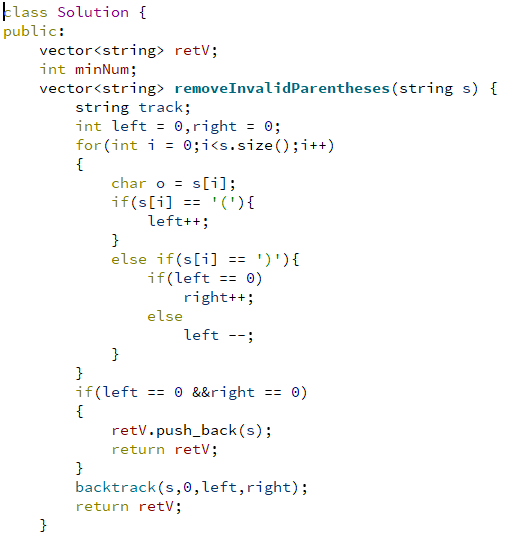 class Solution {
public:
    vector<string> retV;
    int minNum;
    vector<string> removeInvalidParentheses(string s) {
        string track;
        int left = 0,right = 0;
        for(int i = 0;i<s.size();i++)
        {
            char o = s[i];
            if(s[i] == '('){
                left++;
            }
            else if(s[i] == ')'){
                if(left == 0)
                    right++;
                else
                    left --;
            }
        }
        if(left == 0 &&right == 0)
        {
            retV.push_back(s);
            return retV;
        }
        backtrack(s,0,left,right);
        return retV;
    }